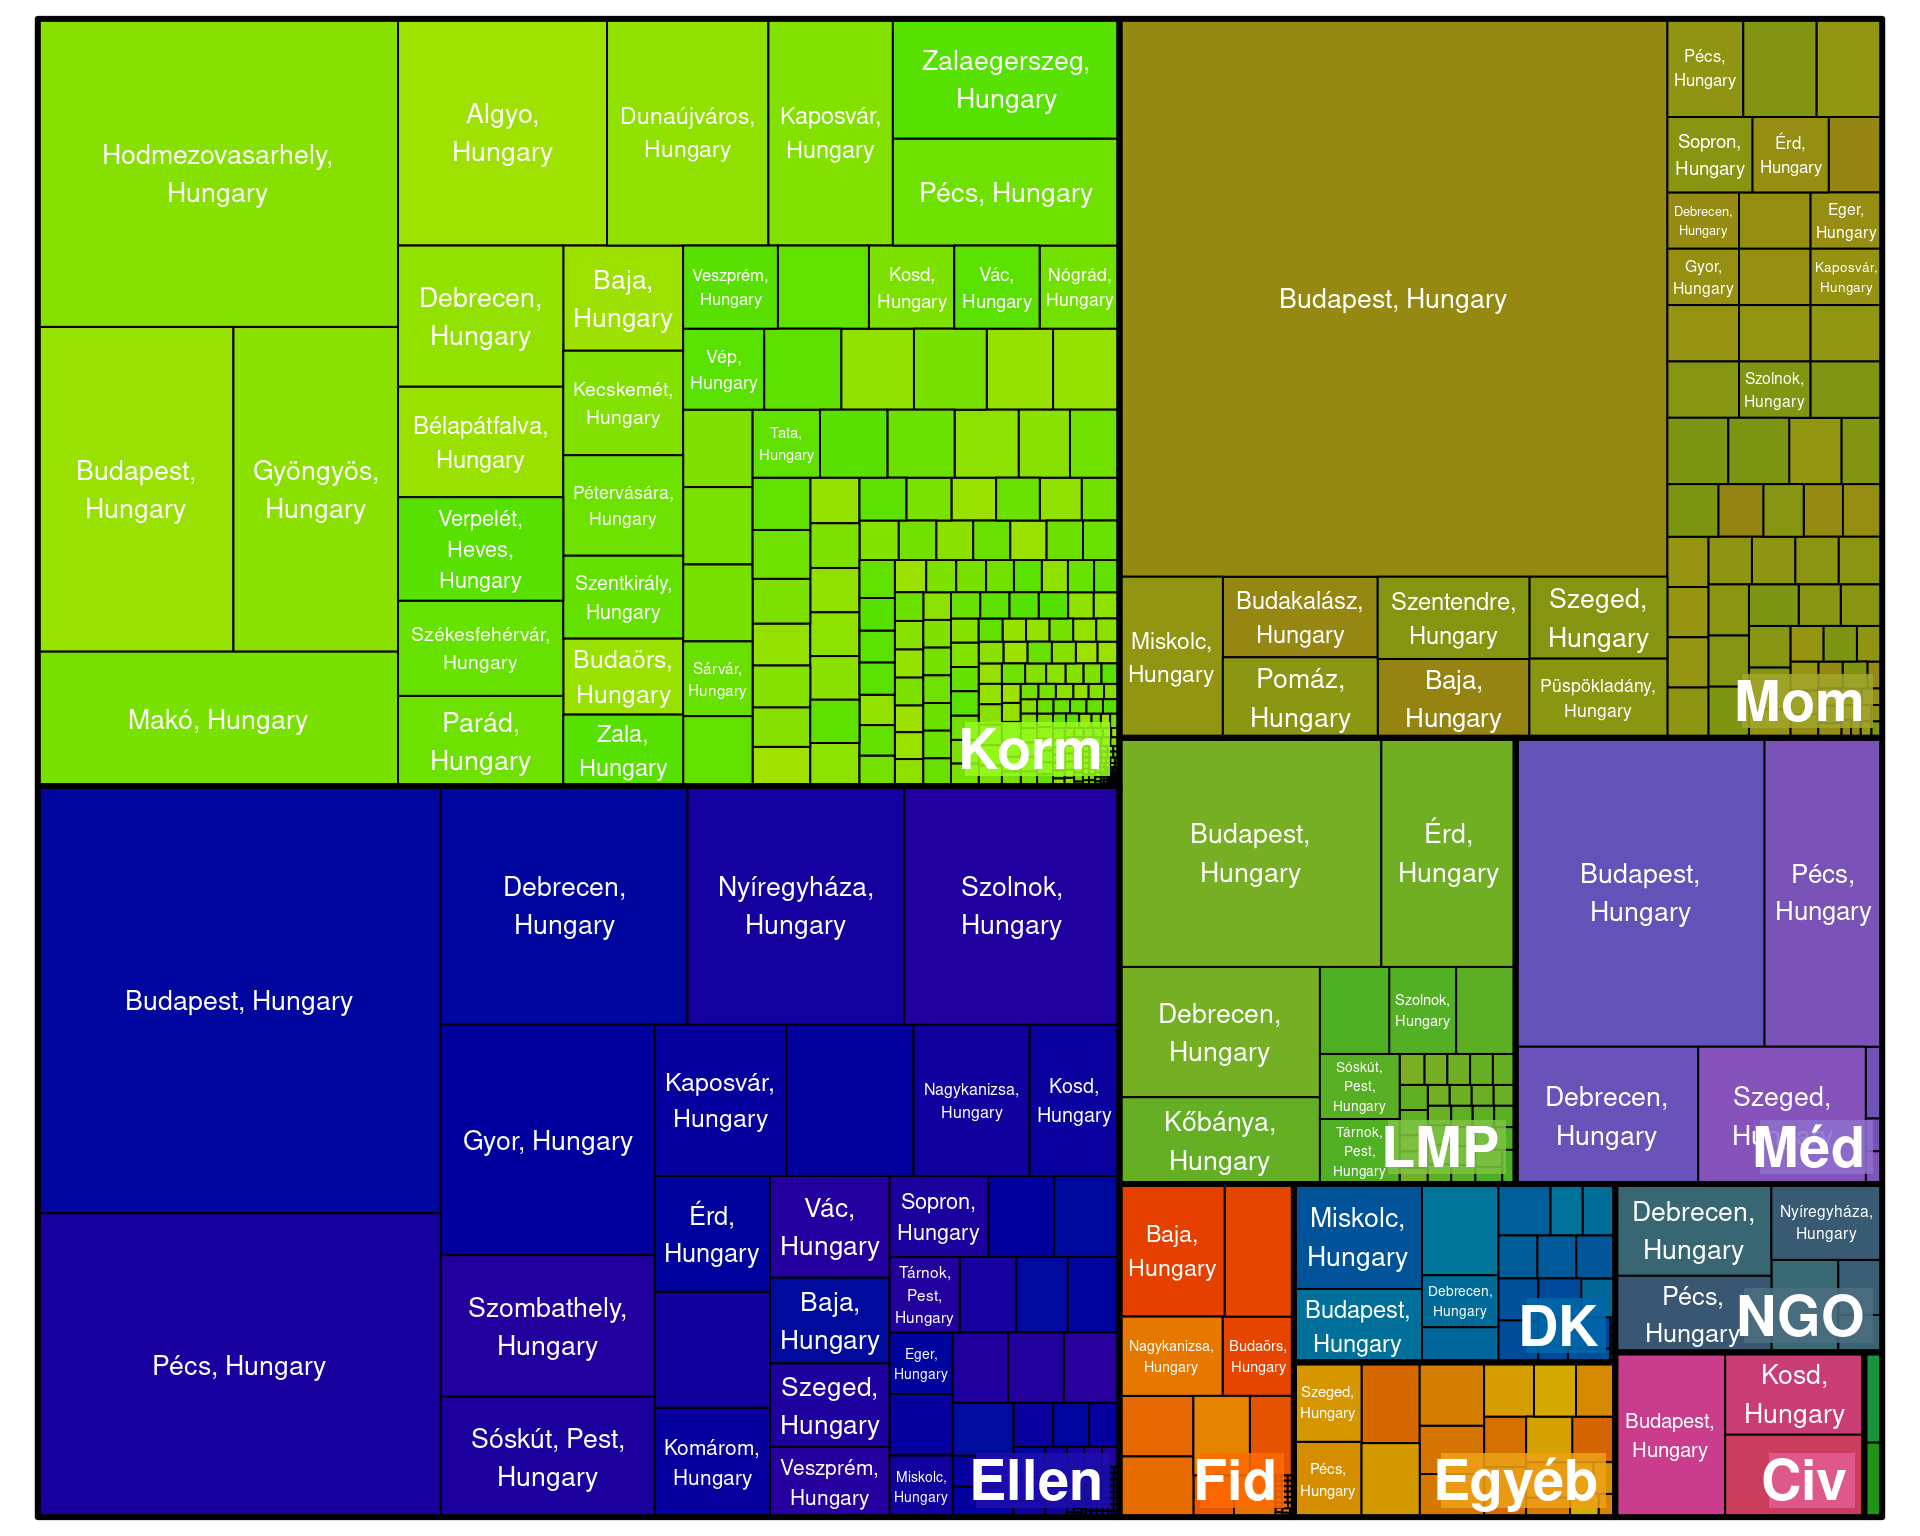 Hodmezovasarhely,
Hungary
Budapest,
Hungary
Gyöngyös,
Hungary
Makó, Hungary
Algyo,
Hungary
Dunaújváros,
Hungary
Kaposvár,
Hungary
Zalaegerszeg,
Hungary
Pécs, Hungary
Debrecen,
Hungary
Bélapátfalva,
Hungary
Verpelét,
Heves,
Hungary
Székesfehérvár,
Hungary
Parád,
Hungary
Baja,
Hungary
Kecskemét,
Hungary
Pétervására,
Hungary
Szentkirály,
Hungary
Budaörs,
Hungary
Zala,
Hungary
Veszprém,
Hungary
Kosd,
Hungary
Vác,
Hungary
Nógrád,
Hungary
Vép,
Hungary
Tata,
Hungary
Sárvár,
Hungary
Korm
Budapest, Hungary
Miskolc,
Hungary
Budakalász,
Hungary
Pomáz,
Hungary
Szentendre,
Hungary
Baja,
Hungary
Szeged,
Hungary
Püspökladány,
Hungary
Pécs,
Hungary
Sopron,
Hungary
Érd,
Hungary
Debrecen,
Hungary
Eger,
Hungary
Gyor,
Hungary
Kaposvár,
Hungary
Szolnok,
Hungary
Mom
Budapest, Hungary
Pécs, Hungary
Debrecen,
Hungary
Nyíregyháza,
Hungary
Szolnok,
Hungary
Gyor, Hungary
Szombathely,
Hungary
Sóskút, Pest,
Hungary
Kaposvár,
Hungary
Nagykanizsa,
Hungary
Kosd,
Hungary
Érd,
Hungary
Komárom,
Hungary
Vác,
Hungary
Baja,
Hungary
Szeged,
Hungary
Veszprém,
Hungary
Sopron,
Hungary
Tárnok,
Pest,
Hungary
Eger,
Hungary
Miskolc,
Hungary
Ellen
Budapest,
Hungary
Érd,
Hungary
Debrecen,
Hungary
Kőbánya,
Hungary
Szolnok,
Hungary
Sóskút,
Pest,
Hungary
Tárnok,
Pest,
Hungary
LMP
Budapest,
Hungary
Pécs,
Hungary
Debrecen,
Hungary
Szeged,
Hungary
Méd
Baja,
Hungary
Nagykanizsa,
Hungary
Budaörs,
Hungary
Fid
Miskolc,
Hungary
Budapest,
Hungary
Debrecen,
Hungary
DK
Debrecen,
Hungary
Nyíregyháza,
Hungary
Pécs,
Hungary
NGO
Szeged,
Hungary
Pécs,
Hungary
Egyéb
Budapest,
Hungary
Kosd,
Hungary
Civ